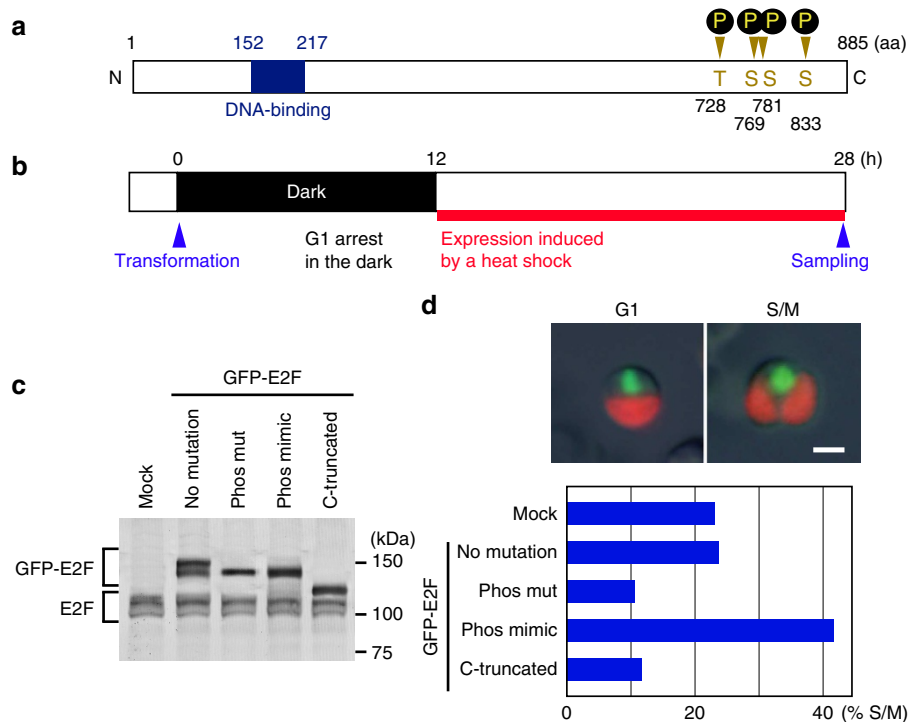 a
P P P P
1 152 217 885 (aa)
N T S S S C
DNA-binding
728 781
769 833
b
0 12 28 (h)
Dark
G1 arrest
in the dark
Expression induced
by a heat shock
Transformation
Sampling
c
GFP-E2F
Mock
No mutation
Phos mut
Phos mimic
C-truncated
(kDa)
GFP-E2F
150
E2F
100
75
d
G1 S/M
Mock
No mutation
Phos mut
Phos mimic
C-truncated
GFP-E2F
0 20 40 (% S/M)